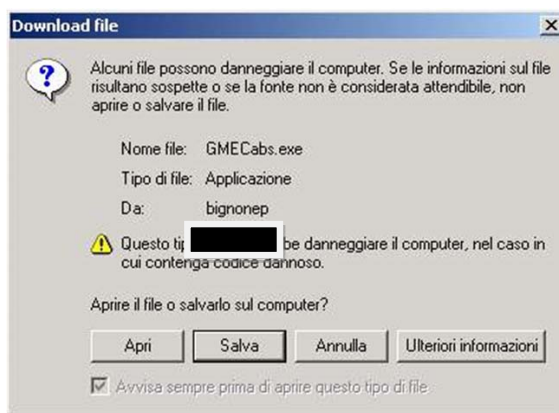 Download file
Alcuni file possono danneggiare il computer. Se le informazioni sul file
risultano sospette o se la fonte non è considerata attendibile, non
aprire o salvare il file.
Nome file: GMECabs.exe
Tipo di file: Applicazione
Da: bignonep
Questo be danneggiare il computer, nel caso in
cui contenga codice dannoso.
Aprire il file o salvarlo sul computer?
Apri Salva Annulla Ulteriori informazioni
Avvisa sempre prima di aprire questo tipo di file